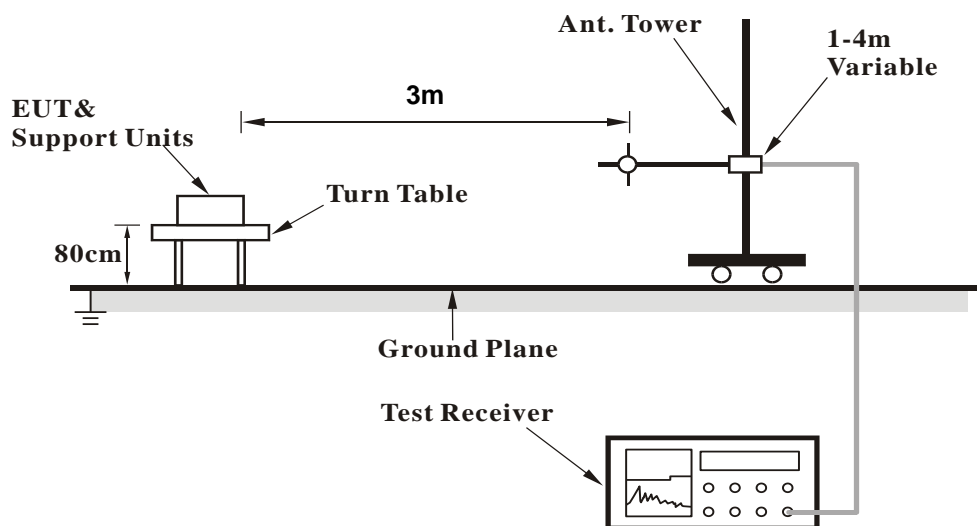 Ant. Tower
1-4m
Variable
3m
EUT&
Support Units
Turn Table
80cm
Ground Plane
Test Receiver